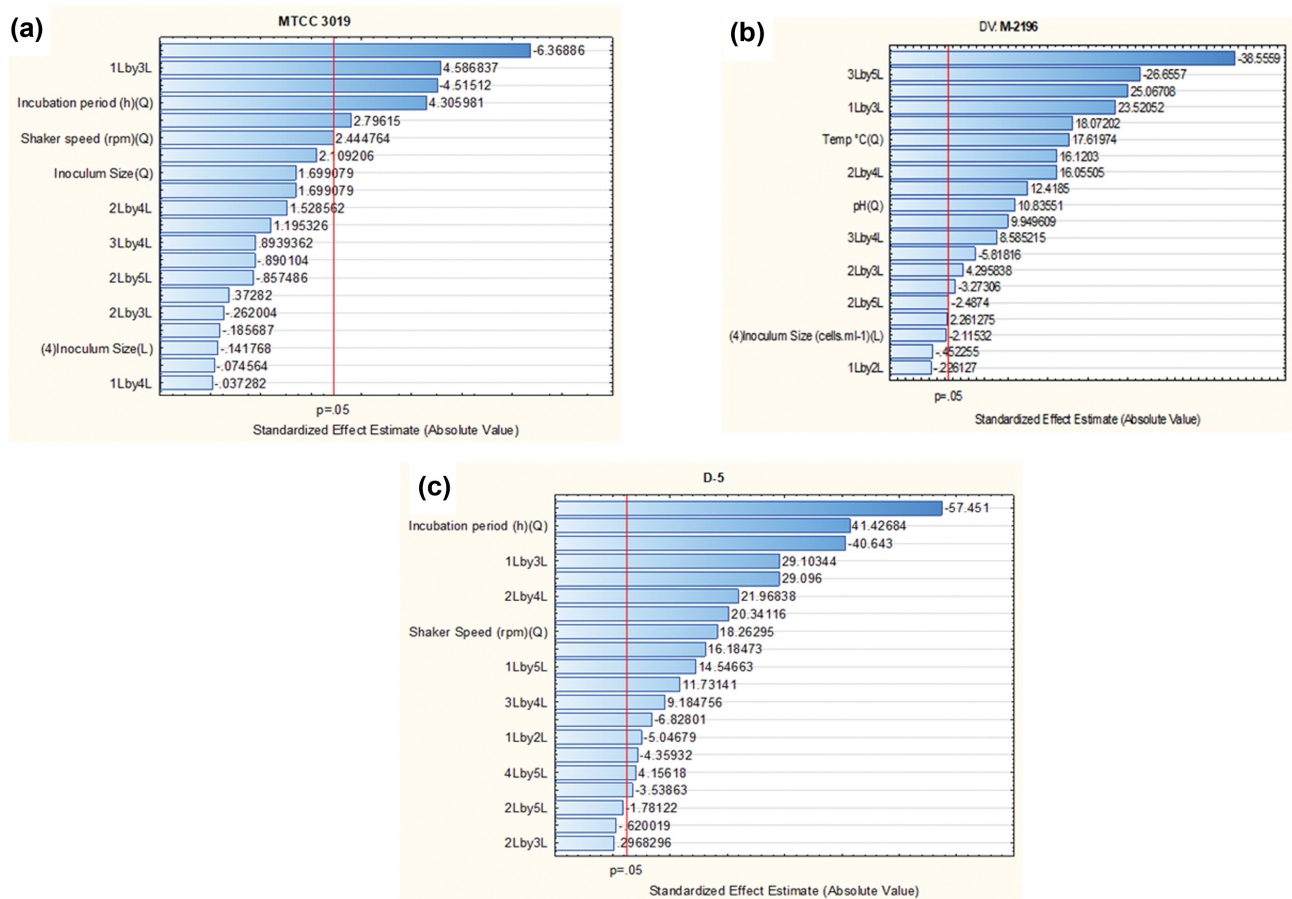 (a)
MTCC 3019
-6.36886
1Lby3L 4.586837
-4.51512
Incubation period (h)(Q) 4.305981
2.79615
Shaker speed (rpm)(Q) 2.444764
2.109206
Inoculum Size(Q) 1.699079
1.699079
2Lby4L 1.528562
1.195326
3Lby4L .8939362
-.890104
2Lby5L -.857486
.37282
2Lby3L -.262004
-.185687
(4)Inoculum Size(L) -.141768
-.074564
1Lby4L -.037282
p=.05
Standardized Effect Estimate (Absolute Value)
(b)
DV: M-2196
-38.5559
3Lby5L -26.6557
25.06708
1Lby3L 23.52052
18.07202
Temp °C(Q) 17.61974
16.1203
2Lby4L 16.05505
12.4185
pH(Q) 10.83551
9.949609
3Lby4L 8.585215
-5.81816
2Lby3L 4.295838
-3.27306
2Lby5L -2.4874
2.261275
(4)Inoculum Size (cells.ml-1)(L) -2.11532
-.452255
1Lby2L -.226127
p=.05
Standardized Effect Estimate (Absolute Value)
(c)
D-5
-57.451
Incubation period (h)(Q) 41.42684
-40.643
1Lby3L 29.10344
29.096
2Lby4L 21.96838
20.34116
Shaker Speed (rpm)(Q) 18.26295
16.18473
1Lby5L 14.54663
11.73141
3Lby4L 9.184756
-6.82801
1Lby2L -5.04679
-4.35932
4Lby5L 4.15618
-3.53863
2Lby5L -1.78122
-.620019
2Lby3L .2968296
p=.05
Standardized Effect Estimate (Absolute Value)